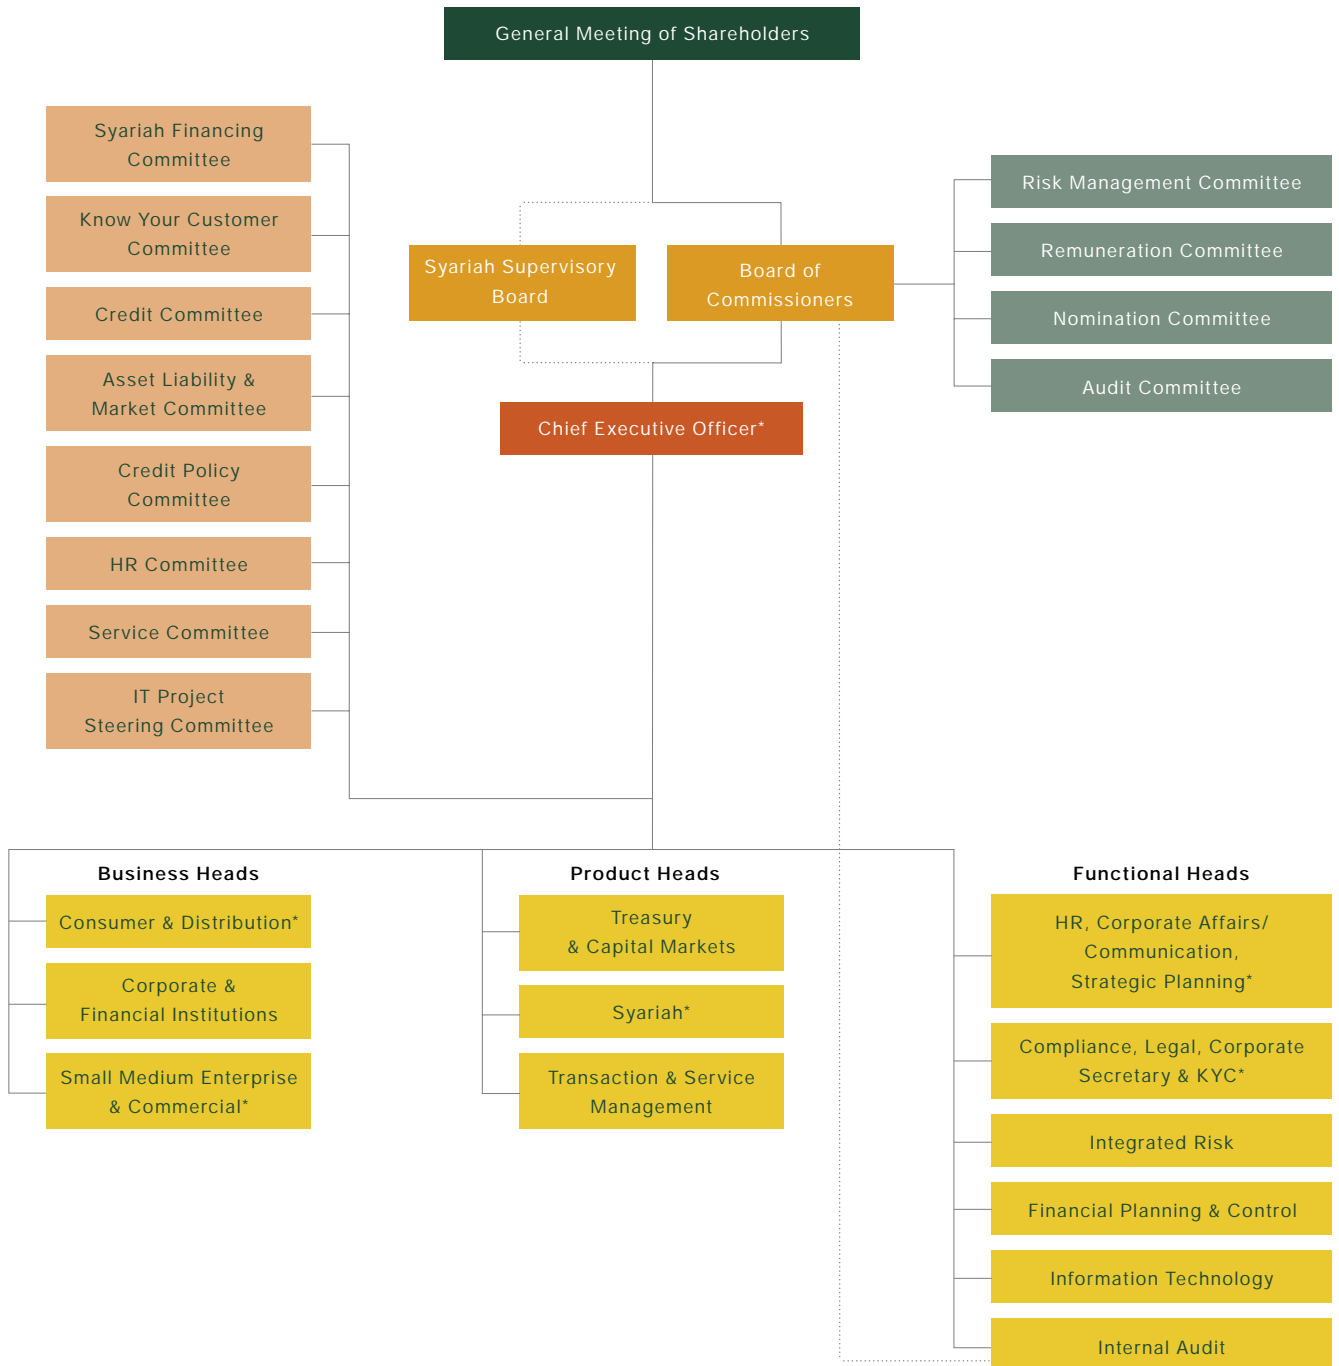 General Meeting of Shareholders
Syariah Financing
Committee
Know Your Customer
Committee
Credit Committee
Asset Liability &
Market Committee
Credit Policy
Committee
HR Committee
Service Committee
IT Project
Steering Committee
Syariah Supervisory
Board
Board of
Commissioners
Risk Management Committee
Remuneration Committee
Nomination Committee
Audit Committee
Chief Executive Officer*
Business Heads
Consumer & Distribution*
Corporate &
Financial Institutions
Small Medium Enterprise
& Commercial*
Product Heads
Treasury
& Capital Markets
Syariah*
Transaction & Service
Management
Functional Heads
HR, Corporate Affairs/
Communication,
Strategic Planning*
Compliance, Legal, Corporate
Secretary & KYC*
Integrated Risk
Financial Planning & Control
Information Technology
Internal Audit